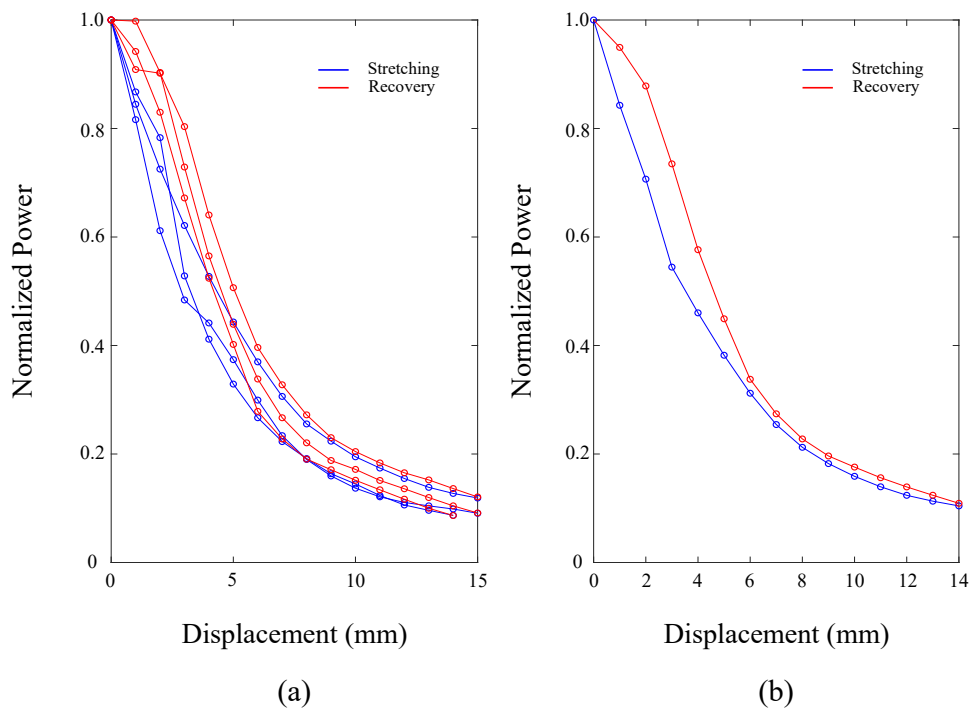 1.0
0.8
0.6
0.4
0.2
0
0 5 10 15
Normalized Power
Displacement (mm)
Stretching
Recovery
(a)
1.0
0.8
0.6
0.4
0.2
0
0 2 4 6 8 10 12 14
Normalized Power
Displacement (mm)
Stretching
Recovery
(b)